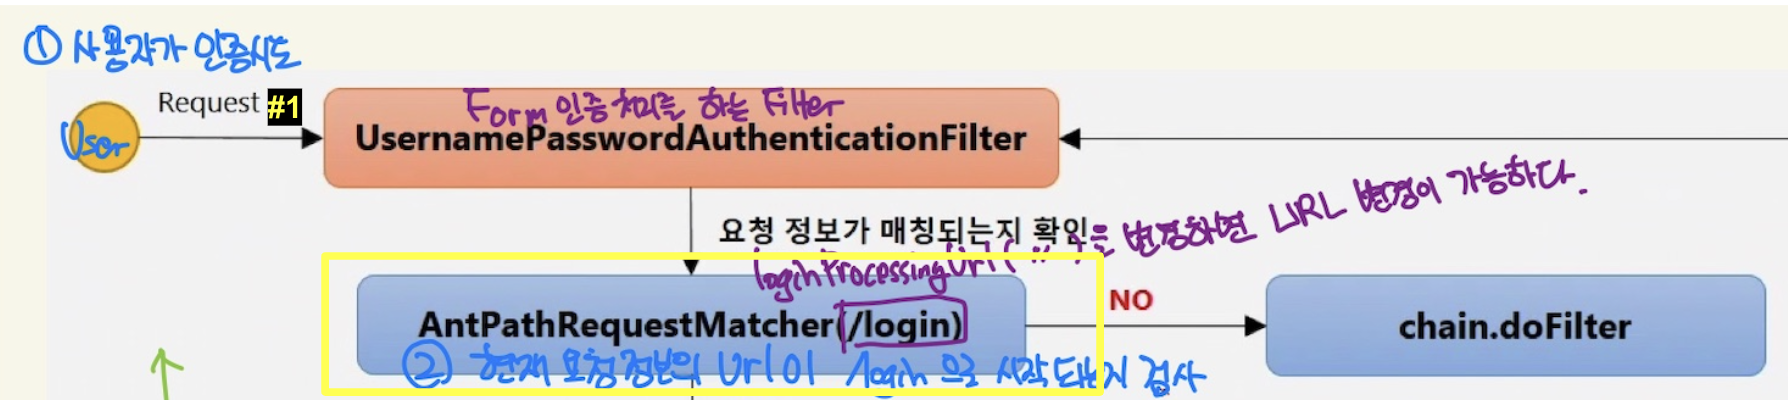 ① 사용자가 인증시도
Request #1
User
Form 인증처리를 하는 Filter
UsernamePasswordAuthenticationFilter
요청 정보가 매칭되는지 확인
loginProcessingUrl(" ")을 변경하면 URL 변경이 가능하다.
AntPathRequestMatcher(/login)
NO
chain.doFilter
② 현재 요청정보의 Url이 /login 으로 시작되는지 검사